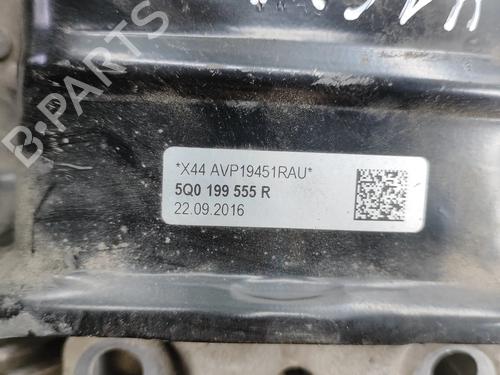 B-PARTS
*X44 AVP19451RAU*
5Q0 199 555 R
22.09.2016